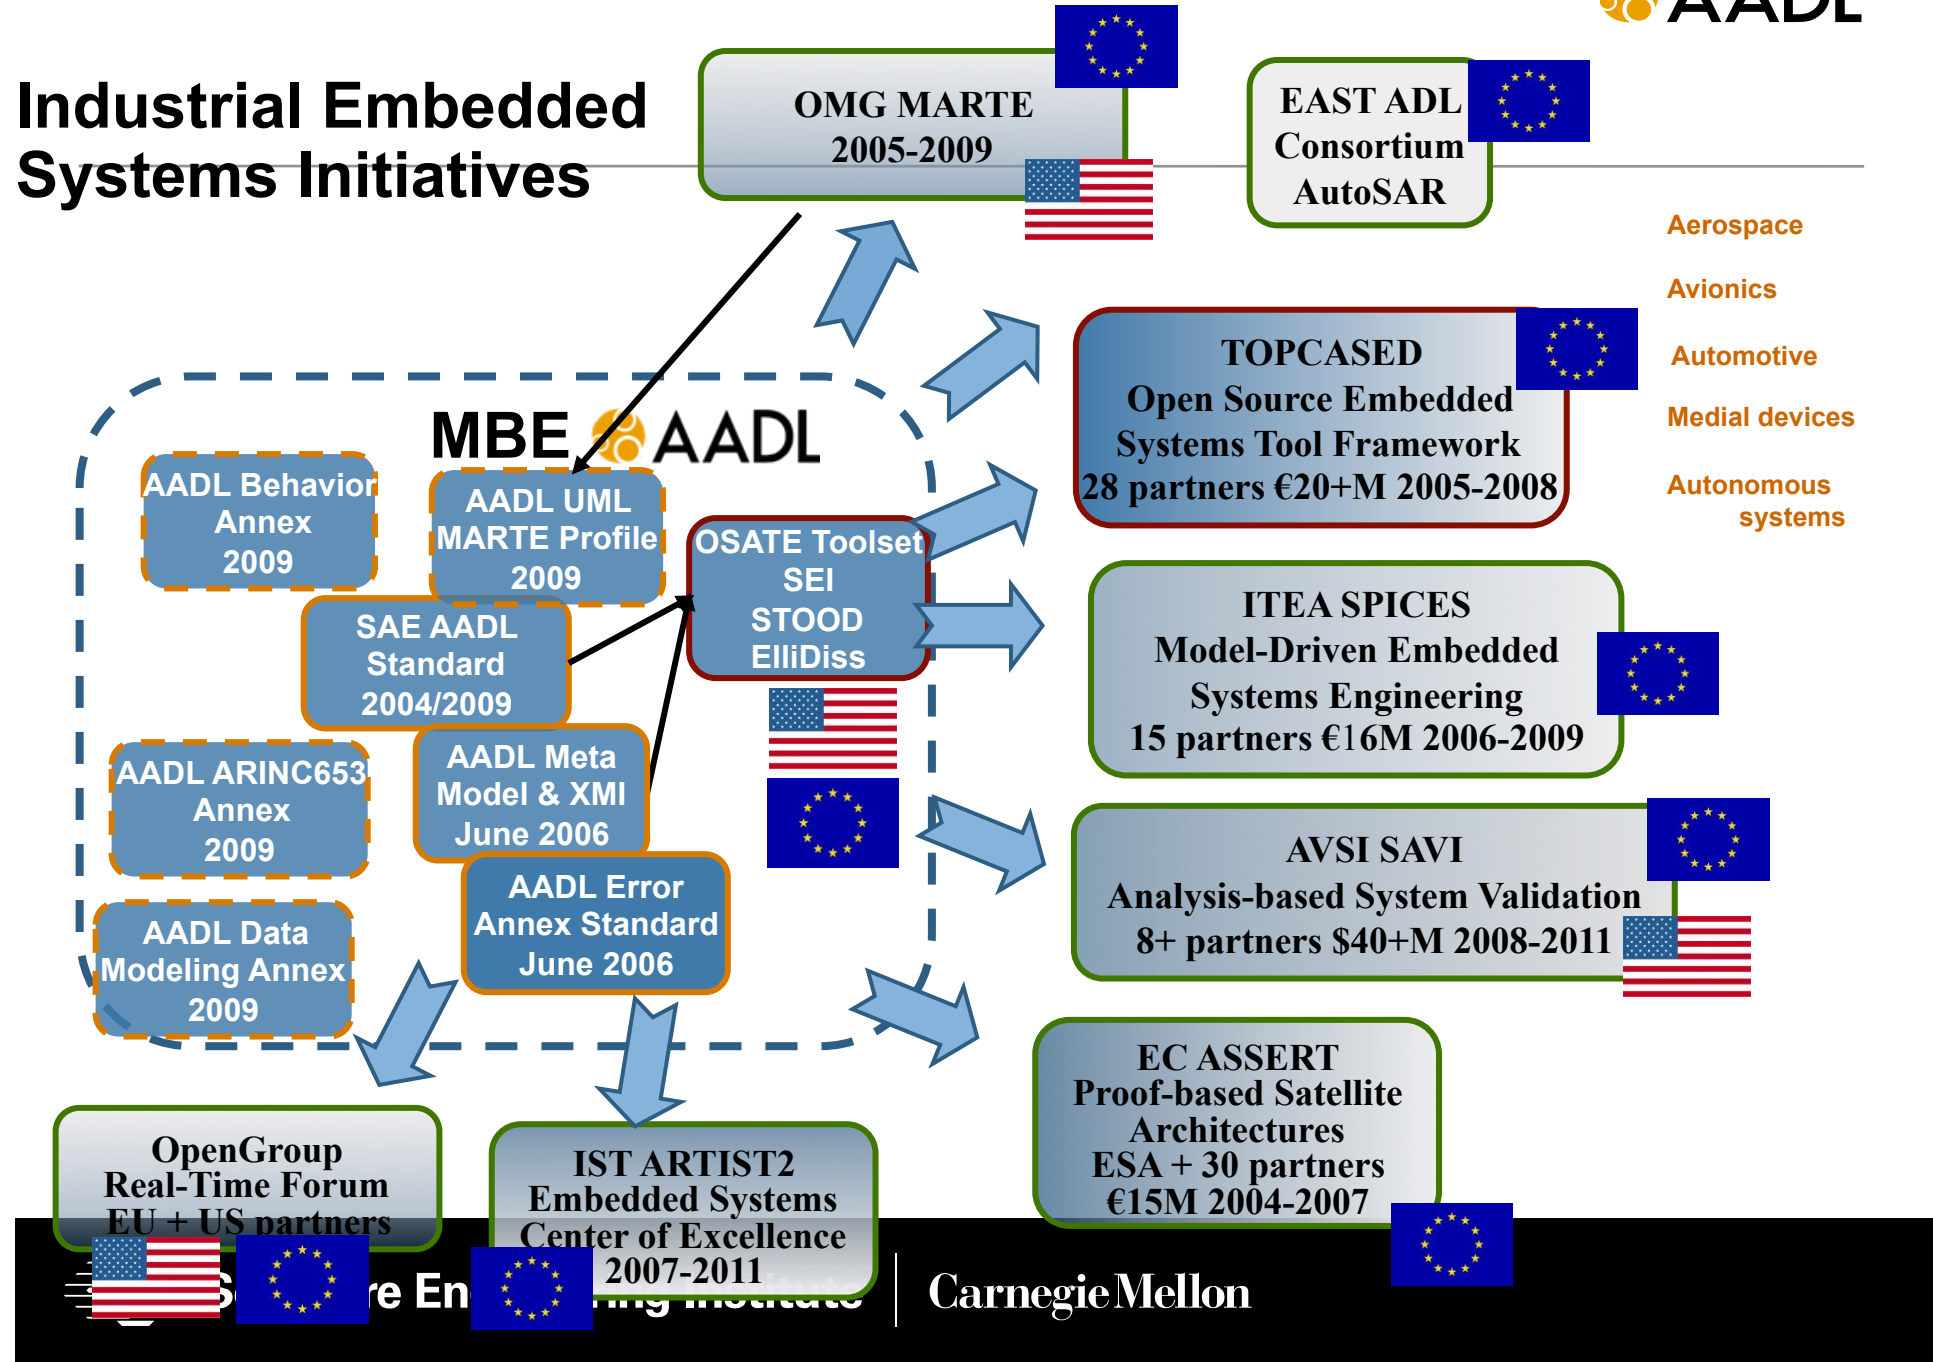 AADL
Industrial Embedded
Systems Initiatives
OMG MARTE
2005-2009
EAST ADL
Consortium
AutoSAR
Aerospace
Avionics
Automotive
Medial devices
Autonomous
systems
TOPCASED
Open Source Embedded
Systems Tool Framework
28 partners €20+M 2005-2008
MBE AADL
AADL Behavior
Annex
2009
AADL UML
MARTE Profile
2009
OSATE Toolset
SEI
STOOD
ElliDiss
SAE AADL
Standard
2004/2009
ITEA SPICES
Model-Driven Embedded
Systems Engineering
15 partners €16M 2006-2009
AADL ARINC653
Annex
2009
AADL Meta
Model & XMI
June 2006
AVSI SAVI
Analysis-based System Validation
8+ partners $40+M 2008-2011
AADL Error
Annex Standard
June 2006
AADL Data
Modeling Annex
2009
EC ASSERT
Proof-based Satellite
Architectures
ESA + 30 partners
€15M 2004-2007
OpenGroup
Real-Time Forum
EU + US partners
IST ARTIST2
Embedded Systems
Center of Excellence
2007-2011
Institute
Carnegie Mellon